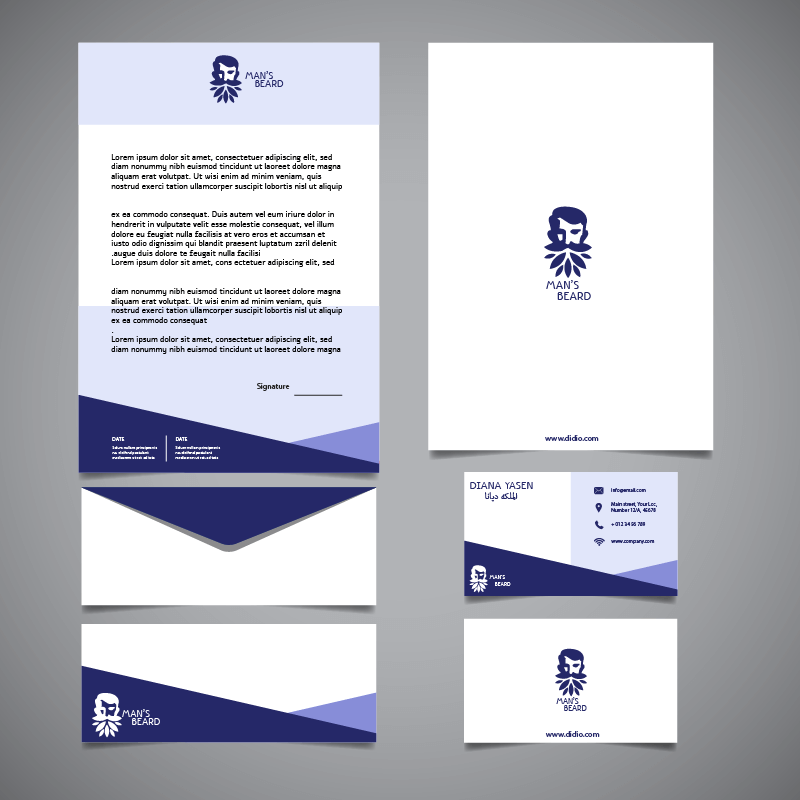 MAN'S
BEARD
Lorem ipsum dolor sit amet, consectetuer adipiscing elit, sed
diam nonummy nibh euismod tincidunt ut laoreet dolore magna
aliquam erat volutpat. Ut wisi enim ad minim veniam, quis
nostrud exerci tation ullamcorper suscipit lobortis nisl ut aliquip
ex ea commodo consequat. Duis autem vel eum iriure dolor in
hendrerit in vulputate velit esse molestie consequat, vel illum
dolore eu feugiat nulla facilisis at vero eros et accumsan et
iusto odio dignissim qui blandit praesent luptatum zzril delenit
.augue duis dolore te feugait nulla facilisi
Lorem ipsum dolor sit amet, cons ectetuer adipiscing elit, sed
diam nonummy nibh euismod tincidunt ut laoreet dolore magna
aliquam erat volutpat. Ut wisi enim ad minim veniam, quis
nostrud exerci tation ullamcorper suscipit lobortis nisl ut aliquip
ex ea commodo consequat
.
Lorem ipsum dolor sit amet, consectetuer adipiscing elit, sed
diam nonummy nibh euismod tincidunt ut laoreet dolore magna
Signature
DATE
DATE
MAN'S
BEARD
www.didio.com
DIANA YASEN
الملكه ديانا
info@email.com
Main street, Your Loc,
Number 12/A, 45678
+ 012 34 56 789
www.company.com
MAN'S
BEARD
MAN'S
BEARD
MAN'S
BEARD
www.didio.com